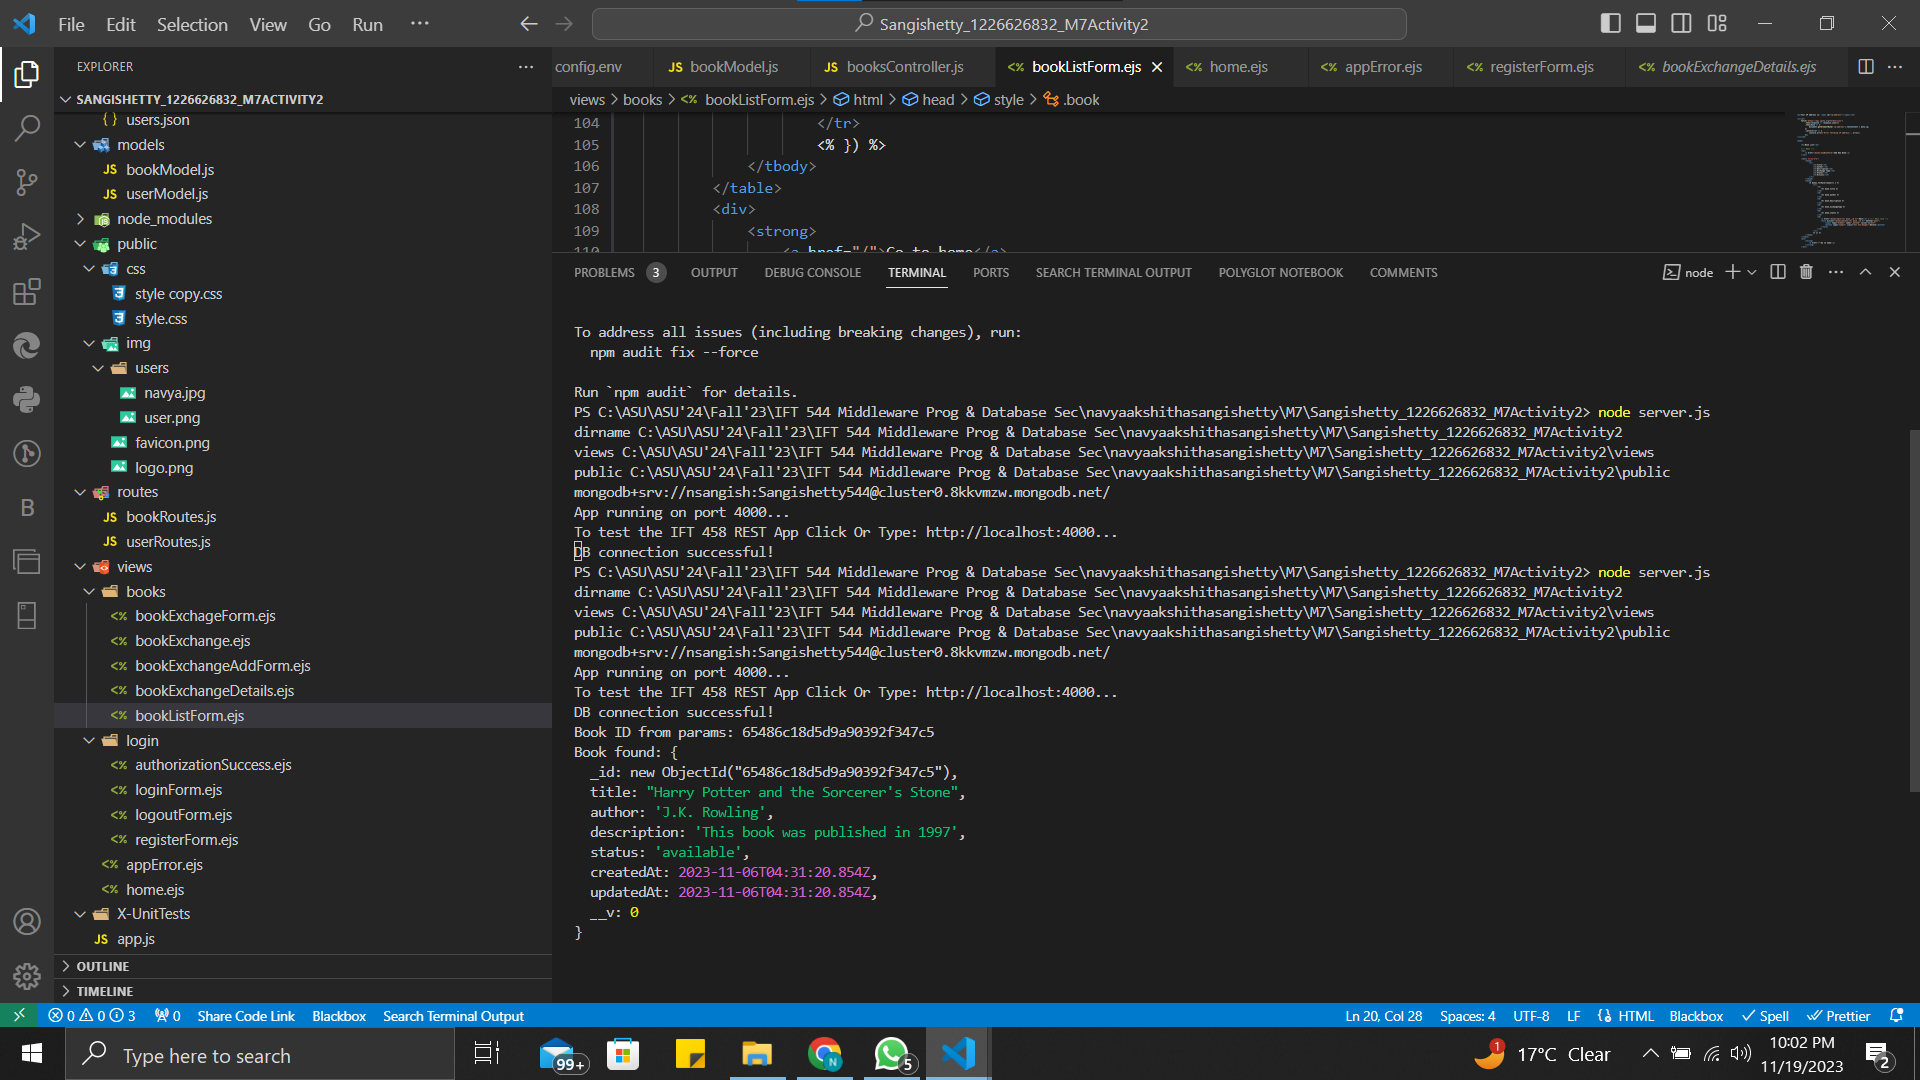 File Edit Selection View Go Run ··· Sangishetty_1226626832_M7Activity2
EXPLORER
SANGISHETTY_1226626832_M7ACTIVITY2
users.json
models
bookModel.js
userModel.js
node_modules
public
css
style copy.css
style.css
img
users
navya.jpg
user.png
favicon.png
logo.png
routes
bookRoutes.js
userRoutes.js
views
books
bookExchageForm.ejs
bookExchange.ejs
bookExchangeAddForm.ejs
bookExchangeDetails.ejs
bookListForm.ejs
login
authorizationSuccess.ejs
loginForm.ejs
logoutForm.ejs
registerForm.ejs
appError.ejs
home.ejs
X-UnitTests
JS app.js
OUTLINE
TIMELINE
config.env JS bookModel.js JS booksController.js <% bookListForm.ejs <% home.ejs <% appError.ejs <% registerForm.ejs <% bookExchangeDetails.ejs
views > books > <% bookListForm.ejs > html > head > style > .book
104 </tr>
105 <% }) %>
106 </tbody>
107 </table>
108 <div>
109 <strong>
110 <a href="/">Go to home</a>
PROBLEMS 3 OUTPUT DEBUG CONSOLE TERMINAL PORTS SEARCH TERMINAL OUTPUT POLYGLOT NOTEBOOK COMMENTS node
To address all issues (including breaking changes), run:
npm audit fix --force
Run `npm audit` for details.
PS C:\ASU\ASU'24\Fall'23\IFT 544 Middleware Prog & Database Sec\navyaakshithasangishetty\M7\Sangishetty_1226626832_M7Activity2> node server.js
dirname C:\ASU\ASU'24\Fall'23\IFT 544 Middleware Prog & Database Sec\navyaakshithasangishetty\M7\Sangishetty_1226626832_M7Activity2
views C:\ASU\ASU'24\Fall'23\IFT 544 Middleware Prog & Database Sec\navyaakshithasangishetty\M7\Sangishetty_1226626832_M7Activity2\views
public C:\ASU\ASU'24\Fall'23\IFT 544 Middleware Prog & Database Sec\navyaakshithasangishetty\M7\Sangishetty_1226626832_M7Activity2\public
mongodb+srv://nsangish:Sangishetty544@cluster0.8kkvmzw.mongodb.net/
App running on port 4000...
To test the IFT 458 REST App Click Or Type: http://localhost:4000...
DB connection successful!
PS C:\ASU\ASU'24\Fall'23\IFT 544 Middleware Prog & Database Sec\navyaakshithasangishetty\M7\Sangishetty_1226626832_M7Activity2> node server.js
dirname C:\ASU\ASU'24\Fall'23\IFT 544 Middleware Prog & Database Sec\navyaakshithasangishetty\M7\Sangishetty_1226626832_M7Activity2
views C:\ASU\ASU'24\Fall'23\IFT 544 Middleware Prog & Database Sec\navyaakshithasangishetty\M7\Sangishetty_1226626832_M7Activity2\views
public C:\ASU\ASU'24\Fall'23\IFT 544 Middleware Prog & Database Sec\navyaakshithasangishetty\M7\Sangishetty_1226626832_M7Activity2\public
mongodb+srv://nsangish:Sangishetty544@cluster0.8kkvmzw.mongodb.net/
App running on port 4000...
To test the IFT 458 REST App Click Or Type: http://localhost:4000...
DB connection successful!
Book ID from params: 65486c18d5d9a90392f347c5
Book found: {
_id: new ObjectId("65486c18d5d9a90392f347c5"),
title: "Harry Potter and the Sorcerer's Stone",
author: 'J.K. Rowling',
description: 'This book was published in 1997',
status: 'available',
createdAt: 2023-11-06T04:31:20.854Z,
updatedAt: 2023-11-06T04:31:20.854Z,
__v: 0
}
0 0 3 0 Share Code Link Blackbox Search Terminal Output Ln 20, Col 28 Spaces: 4 UTF-8 LF HTML Blackbox Spell Prettier
Type here to search 99+ N 5 1 17°C Clear 10:02 PM
11/19/2023 2